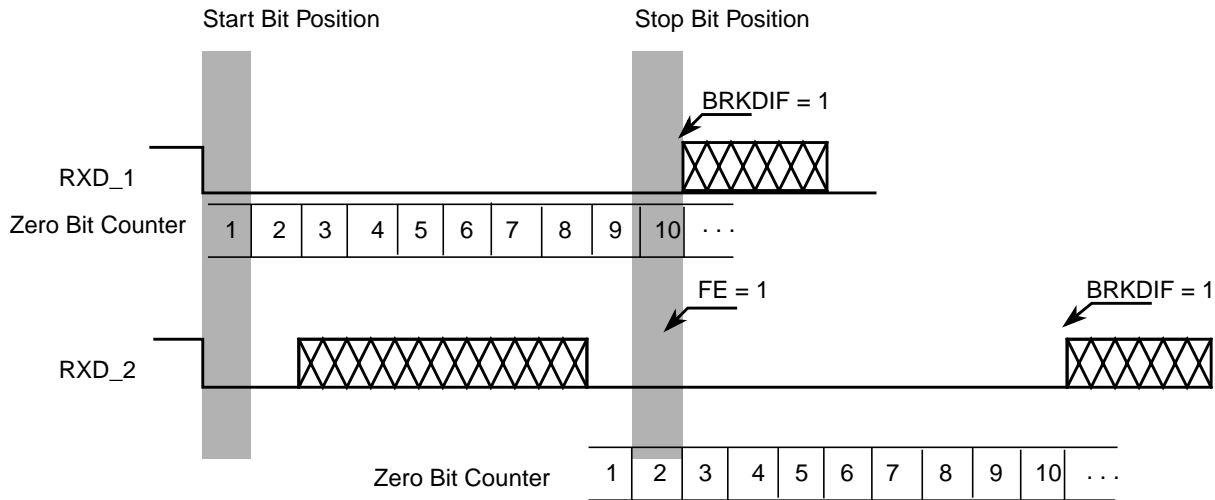 Start Bit Position
Stop Bit Position
BRKDIF = 1
RXD_1
Zero Bit Counter 1 2 3 4 5 6 7 8 9 10 . . .
FE = 1
BRKDIF = 1
RXD_2
Zero Bit Counter 1 2 3 4 5 6 7 8 9 10 . . .